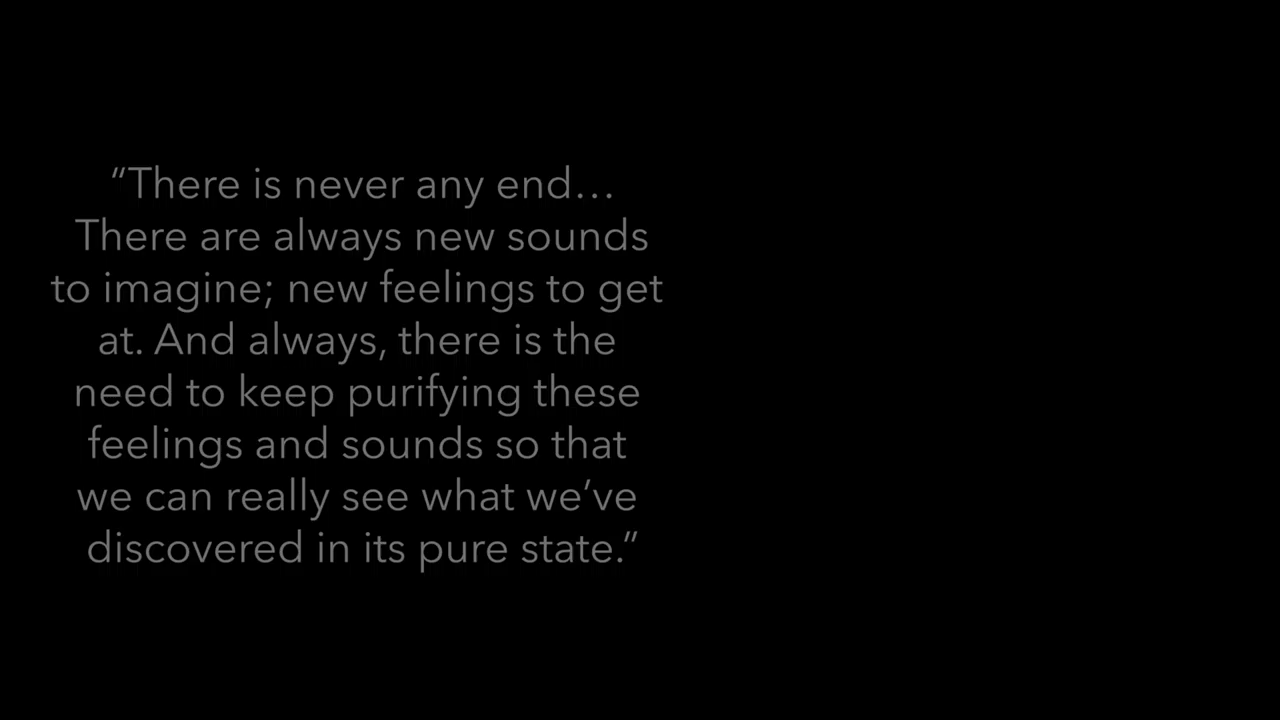 “There is never any end…
There are always new sounds
to imagine; new feelings to get
at. And always, there is the
need to keep purifying these
feelings and sounds so that
we can really see what we’ve
discovered in its pure state.”